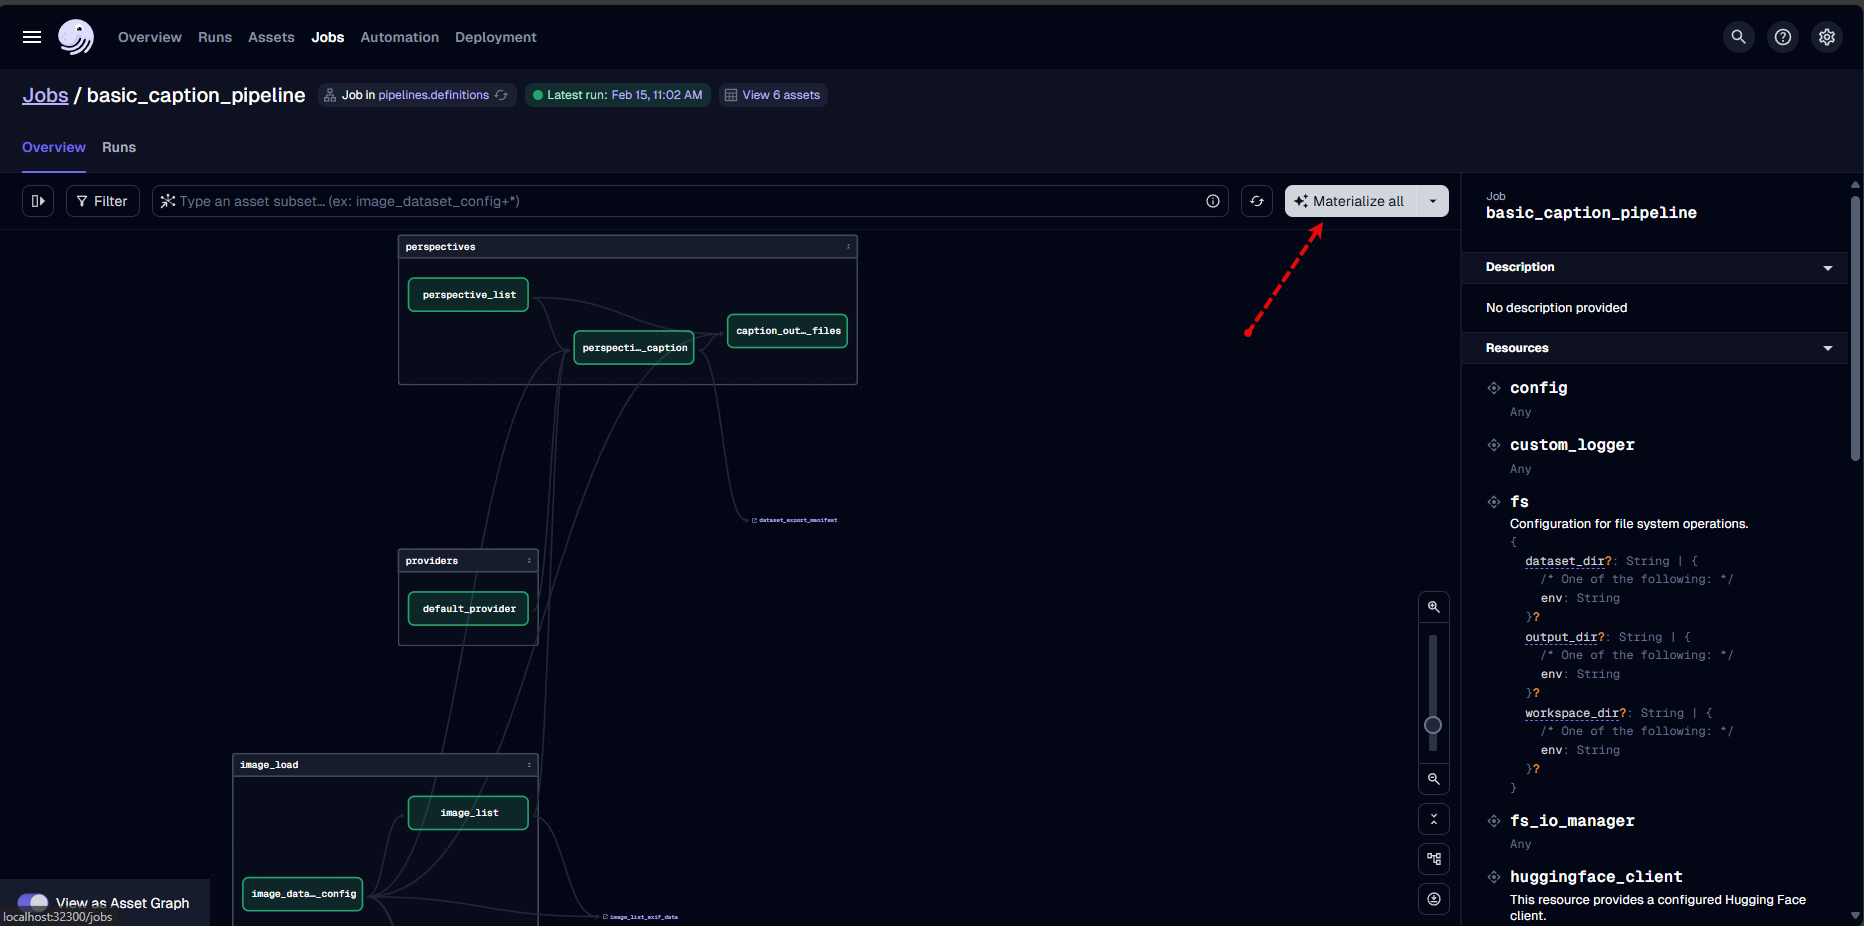 Overview Runs Assets Jobs Automation Deployment
Jobs / basic_caption_pipeline Job in pipelines.definitions Latest run: Feb 15, 11:02 AM View 6 assets
Overview Runs
Filter Type an asset subset… (ex: image_dataset_config+*) Materialize all
perspectives
perspective_list
caption_out…_files
perspecti…_caption
dataset_export_manifest
providers
default_provider
image_load
image_list
image_data…_config
image_list_exif_data
View as Asset Graph
localhost:32300/jobs
Job
basic_caption_pipeline
Description
No description provided
Resources
config
Any
custom_logger
Any
fs
Configuration for file system operations.
{
dataset_dir?: String | {
/* One of the following: */
env: String
}?
output_dir?: String | {
/* One of the following: */
env: String
}?
workspace_dir?: String | {
/* One of the following: */
env: String
}?
}
fs_io_manager
Any
huggingface_client
This resource provides a configured Hugging Face
client.